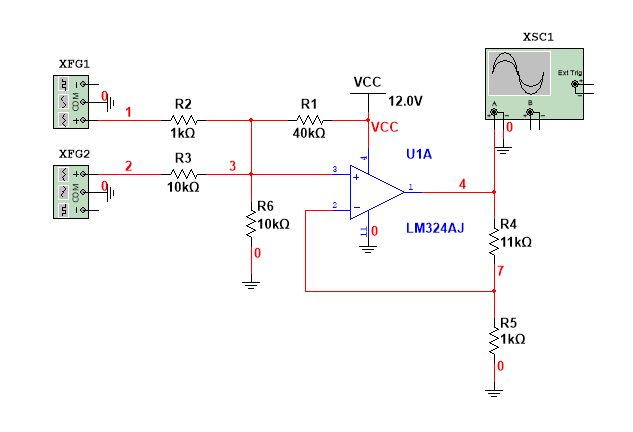 XSC1
XFG1
Ext Trig
+
−
A
B
+ − + −
0
VCC
12.0V
VCC
COM
0
1
R2
1kΩ
R1
40kΩ
XFG2
COM
0
2
R3
10kΩ
3
U1A
4
3
1
2
11
0
4
LM324AJ
R6
10kΩ
0
R4
11kΩ
7
R5
1kΩ
0